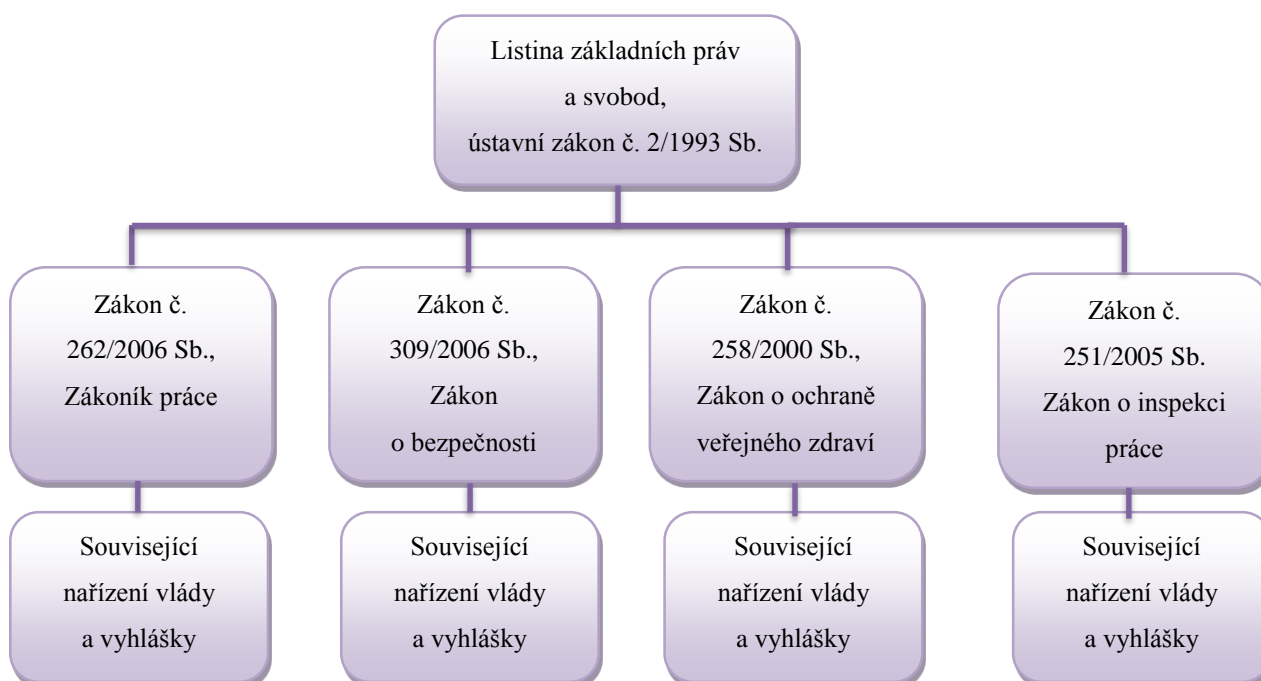 Listina základních práv
a svobod,
ústavní zákon č. 2/1993 Sb.
Zákon č.
262/2006 Sb.,
Zákoník práce
Zákon č.
309/2006 Sb.,
Zákon
o bezpečnosti
Zákon č.
258/2000 Sb.,
Zákon o ochraně
veřejného zdraví
Zákon č.
251/2005 Sb.
Zákon o inspekci
práce
Související
nařízení vlády
a vyhlášky
Související
nařízení vlády
a vyhlášky
Související
nařízení vlády
a vyhlášky
Související
nařízení vlády
a vyhlášky